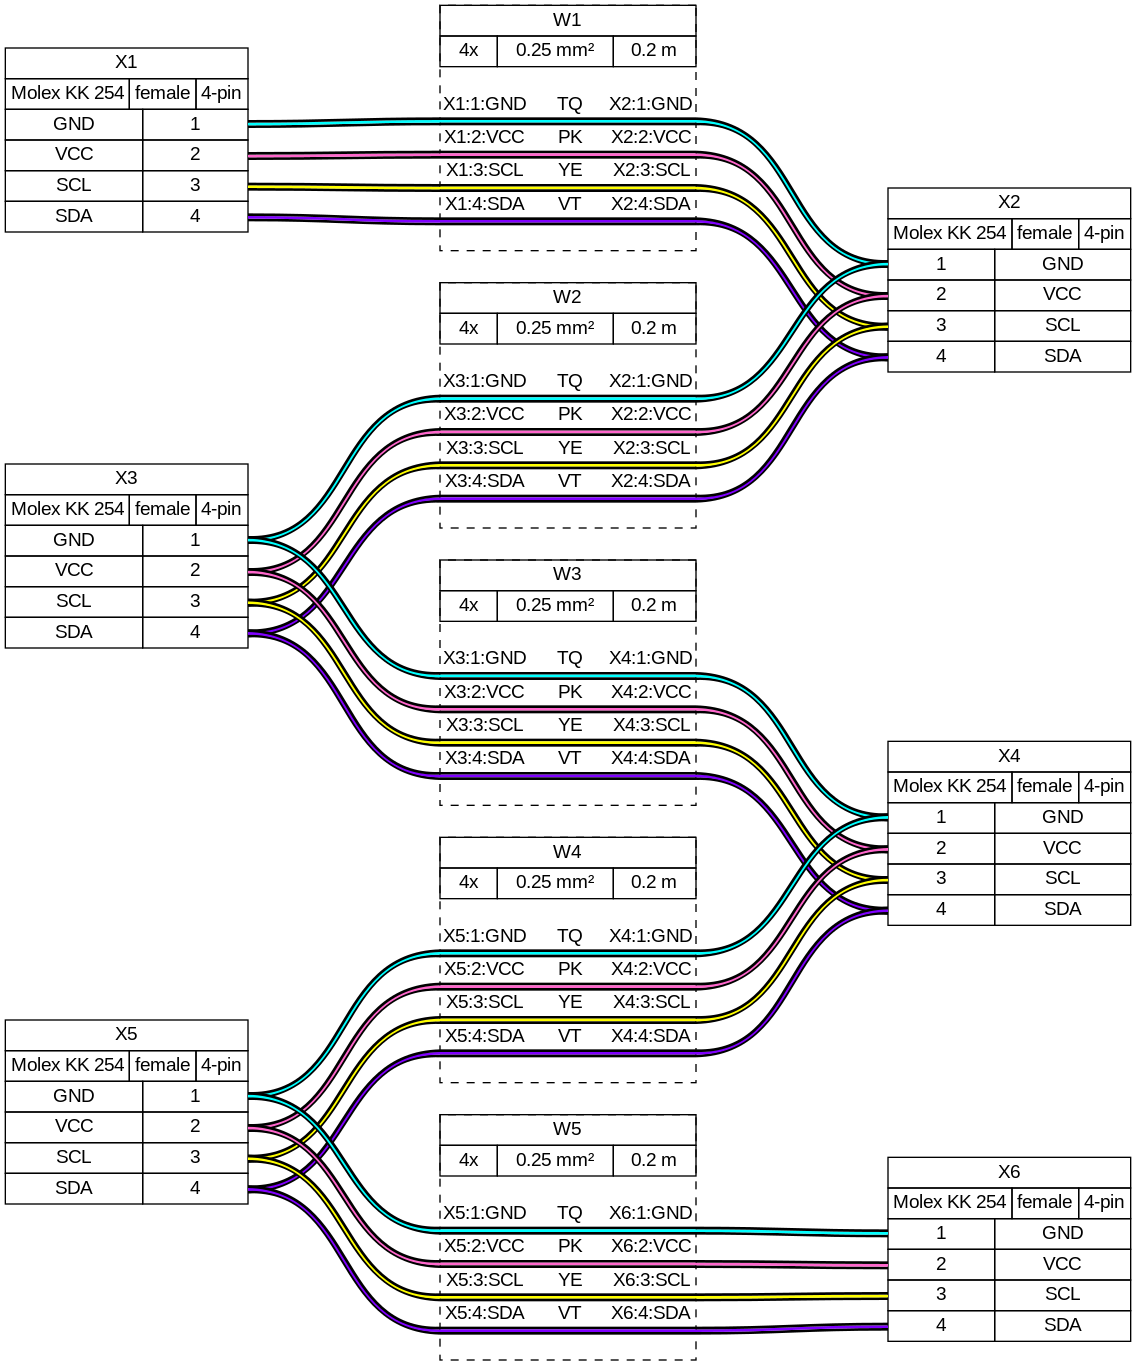 W1
4x 0.25 mm² 0.2 m
X1
Molex KK 254 female 4-pin
GND 1
VCC 2
SCL 3
SDA 4
X1:1:GND TQ X2:1:GND
X1:2:VCC PK X2:2:VCC
X1:3:SCL YE X2:3:SCL
X1:4:SDA VT X2:4:SDA
X2
Molex KK 254 female 4-pin
1 GND
2 VCC
3 SCL
4 SDA
W2
4x 0.25 mm² 0.2 m
X3:1:GND TQ X2:1:GND
X3:2:VCC PK X2:2:VCC
X3:3:SCL YE X2:3:SCL
X3:4:SDA VT X2:4:SDA
X3
Molex KK 254 female 4-pin
GND 1
VCC 2
SCL 3
SDA 4
W3
4x 0.25 mm² 0.2 m
X3:1:GND TQ X4:1:GND
X3:2:VCC PK X4:2:VCC
X3:3:SCL YE X4:3:SCL
X3:4:SDA VT X4:4:SDA
X4
Molex KK 254 female 4-pin
1 GND
2 VCC
3 SCL
4 SDA
W4
4x 0.25 mm² 0.2 m
X5:1:GND TQ X4:1:GND
X5:2:VCC PK X4:2:VCC
X5:3:SCL YE X4:3:SCL
X5:4:SDA VT X4:4:SDA
X5
Molex KK 254 female 4-pin
GND 1
VCC 2
SCL 3
SDA 4
W5
4x 0.25 mm² 0.2 m
X5:1:GND TQ X6:1:GND
X5:2:VCC PK X6:2:VCC
X5:3:SCL YE X6:3:SCL
X5:4:SDA VT X6:4:SDA
X6
Molex KK 254 female 4-pin
1 GND
2 VCC
3 SCL
4 SDA